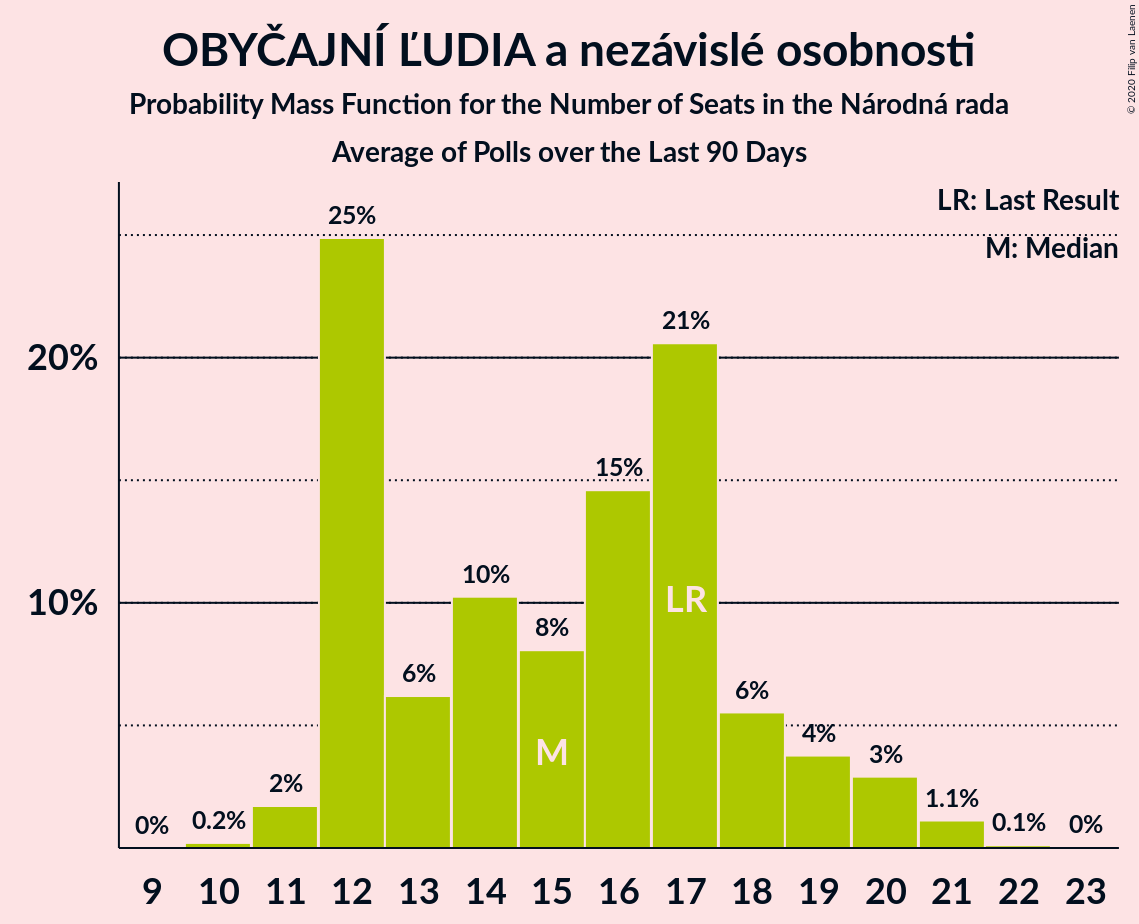 OBYČAJNÍ ĽUDIA a nezávislé osobnosti
Probability Mass Function for the Number of Seats in the Národná rada
Average of Polls over the Last 90 Days
© 2020 Filip van Laenen
LR: Last Result
M: Median
25%
21%
20%
15%
10%
10%
8%
6%
6%
4%
3%
2%
1.1%
0.2%
0.1%
0%
0%
LR
M
9 10 11 12 13 14 15 16 17 18 19 20 21 22 23